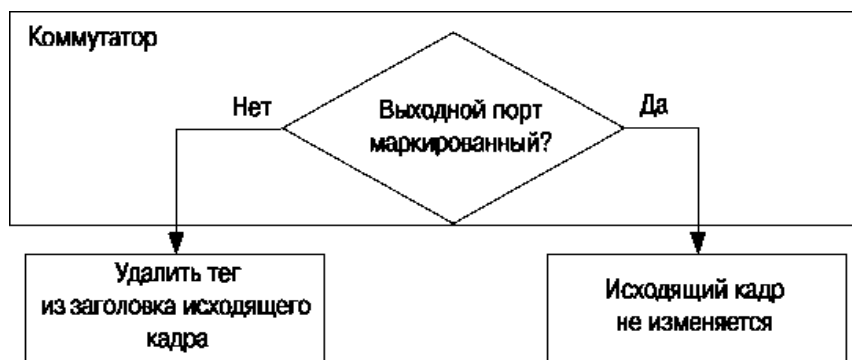 Коммутатор
Нет
Выходной порт
маркированный?
Да
Удалить тег
из заголовка исходящего
кадра
Исходящий кадр
не изменяется